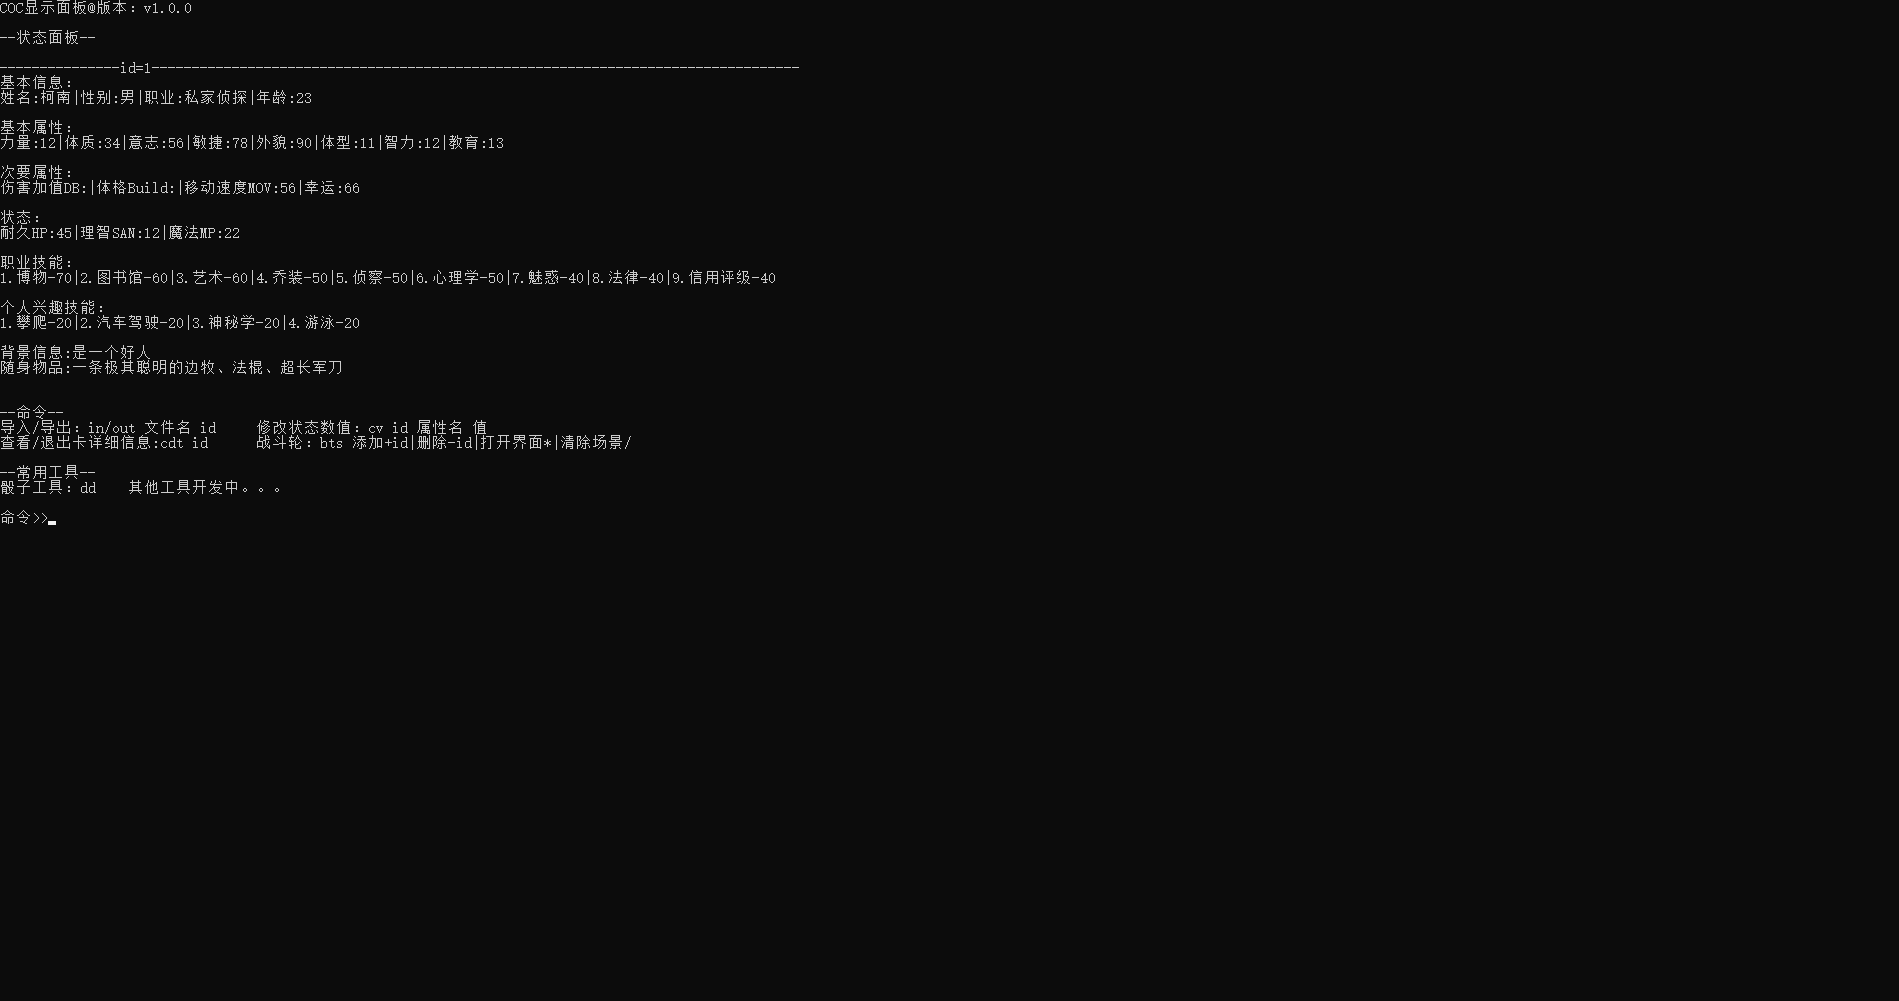 COC显示面板@版本：v1.0.0
--状态面板--
---------------id=1---------------------------------------------------------------------------------
基本信息：
姓名:柯南|性别:男|职业:私家侦探|年龄:23
基本属性：
力量:12|体质:34|意志:56|敏捷:78|外貌:90|体型:11|智力:12|教育:13
次要属性：
伤害加值DB:|体格Build:|移动速度MOV:56|幸运:66
状态：
耐久HP:45|理智SAN:12|魔法MP:22
职业技能：
1.博物-70|2.图书馆-60|3.艺术-60|4.乔装-50|5.侦察-50|6.心理学-50|7.魅惑-40|8.法律-40|9.信用评级-40
个人兴趣技能：
1.攀爬-20|2.汽车驾驶-20|3.神秘学-20|4.游泳-20
背景信息:是一个好人
随身物品:一条极其聪明的边牧、法棍、超长军刀
--命令--
导入/导出：in/out 文件名 id     修改状态数值：cv id 属性名 值
查看/退出卡详细信息:cdt id      战斗轮：bts 添加+id|删除-id|打开界面*|清除场景/
--常用工具--
骰子工具：dd    其他工具开发中。。。
命令>>